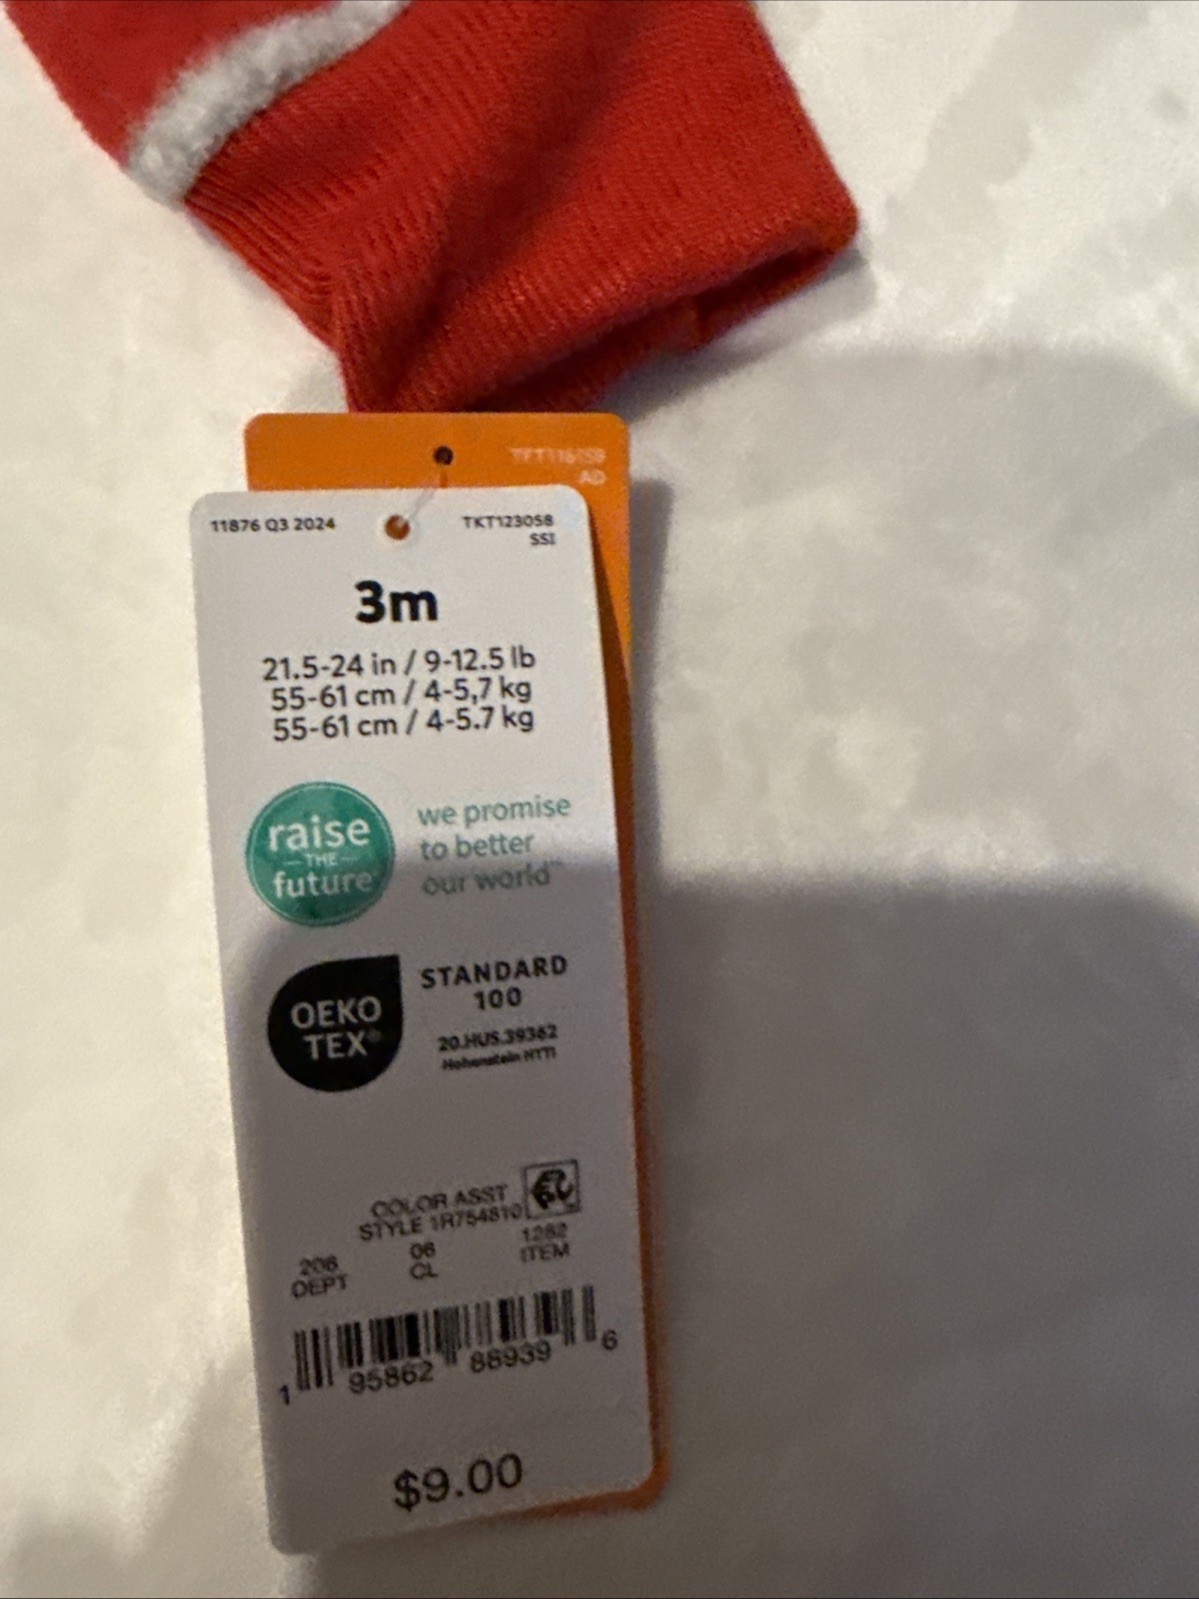 TKT116159
AD
11876 Q3 2024
TKT123058
SSI
3m
21.5-24 in / 9-12.5 lb
55-61 cm / 4-5,7 kg
55-61 cm / 4-5.7 kg
raise
THE
future
we promise
to better
our world™
OEKO
TEX®
STANDARD
100
20.HUS.39362
Hohenstein HTTI
COLOR ASST
STYLE 1R754810
206
DEPT
06
CL
1282
ITEM
1 95862 88939 6
$9.00